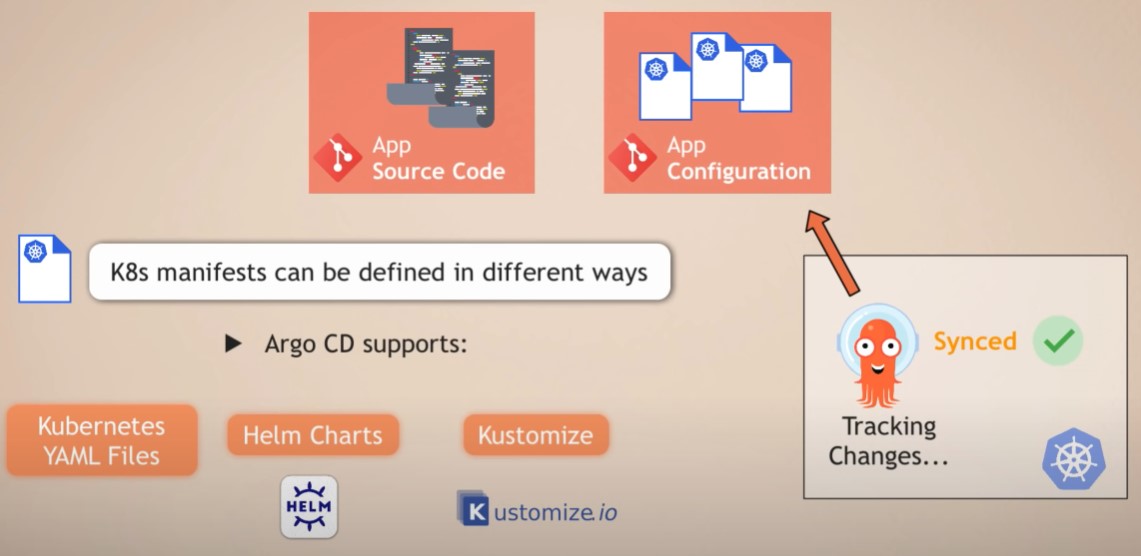 App
Source Code
App
Configuration
K8s manifests can be defined in different ways
Argo CD supports:
Kubernetes
YAML Files
Helm Charts
Kustomize
HELM
Kustomize.io
Synced
Tracking
Changes...